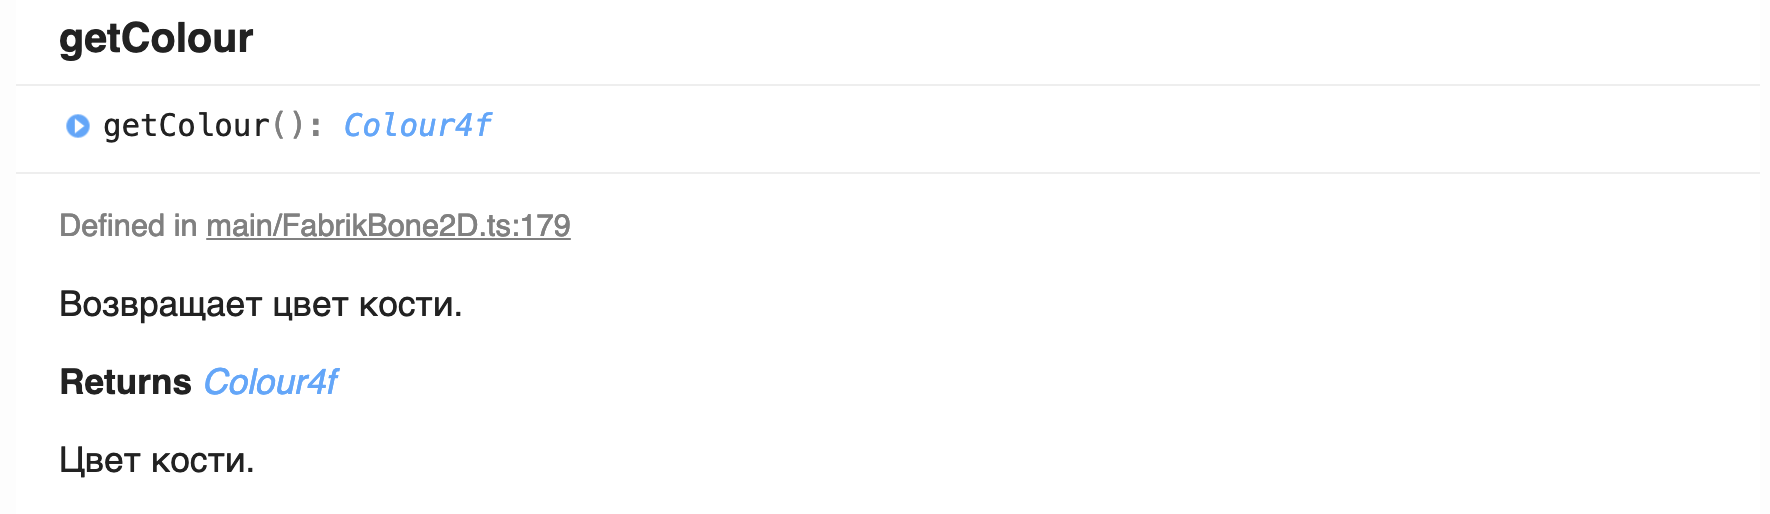 getColour
getColour(): Colour4f
Defined in main/FabrikBone2D.ts:179
Возвращает цвет кости.
Returns Colour4f
Цвет кости.